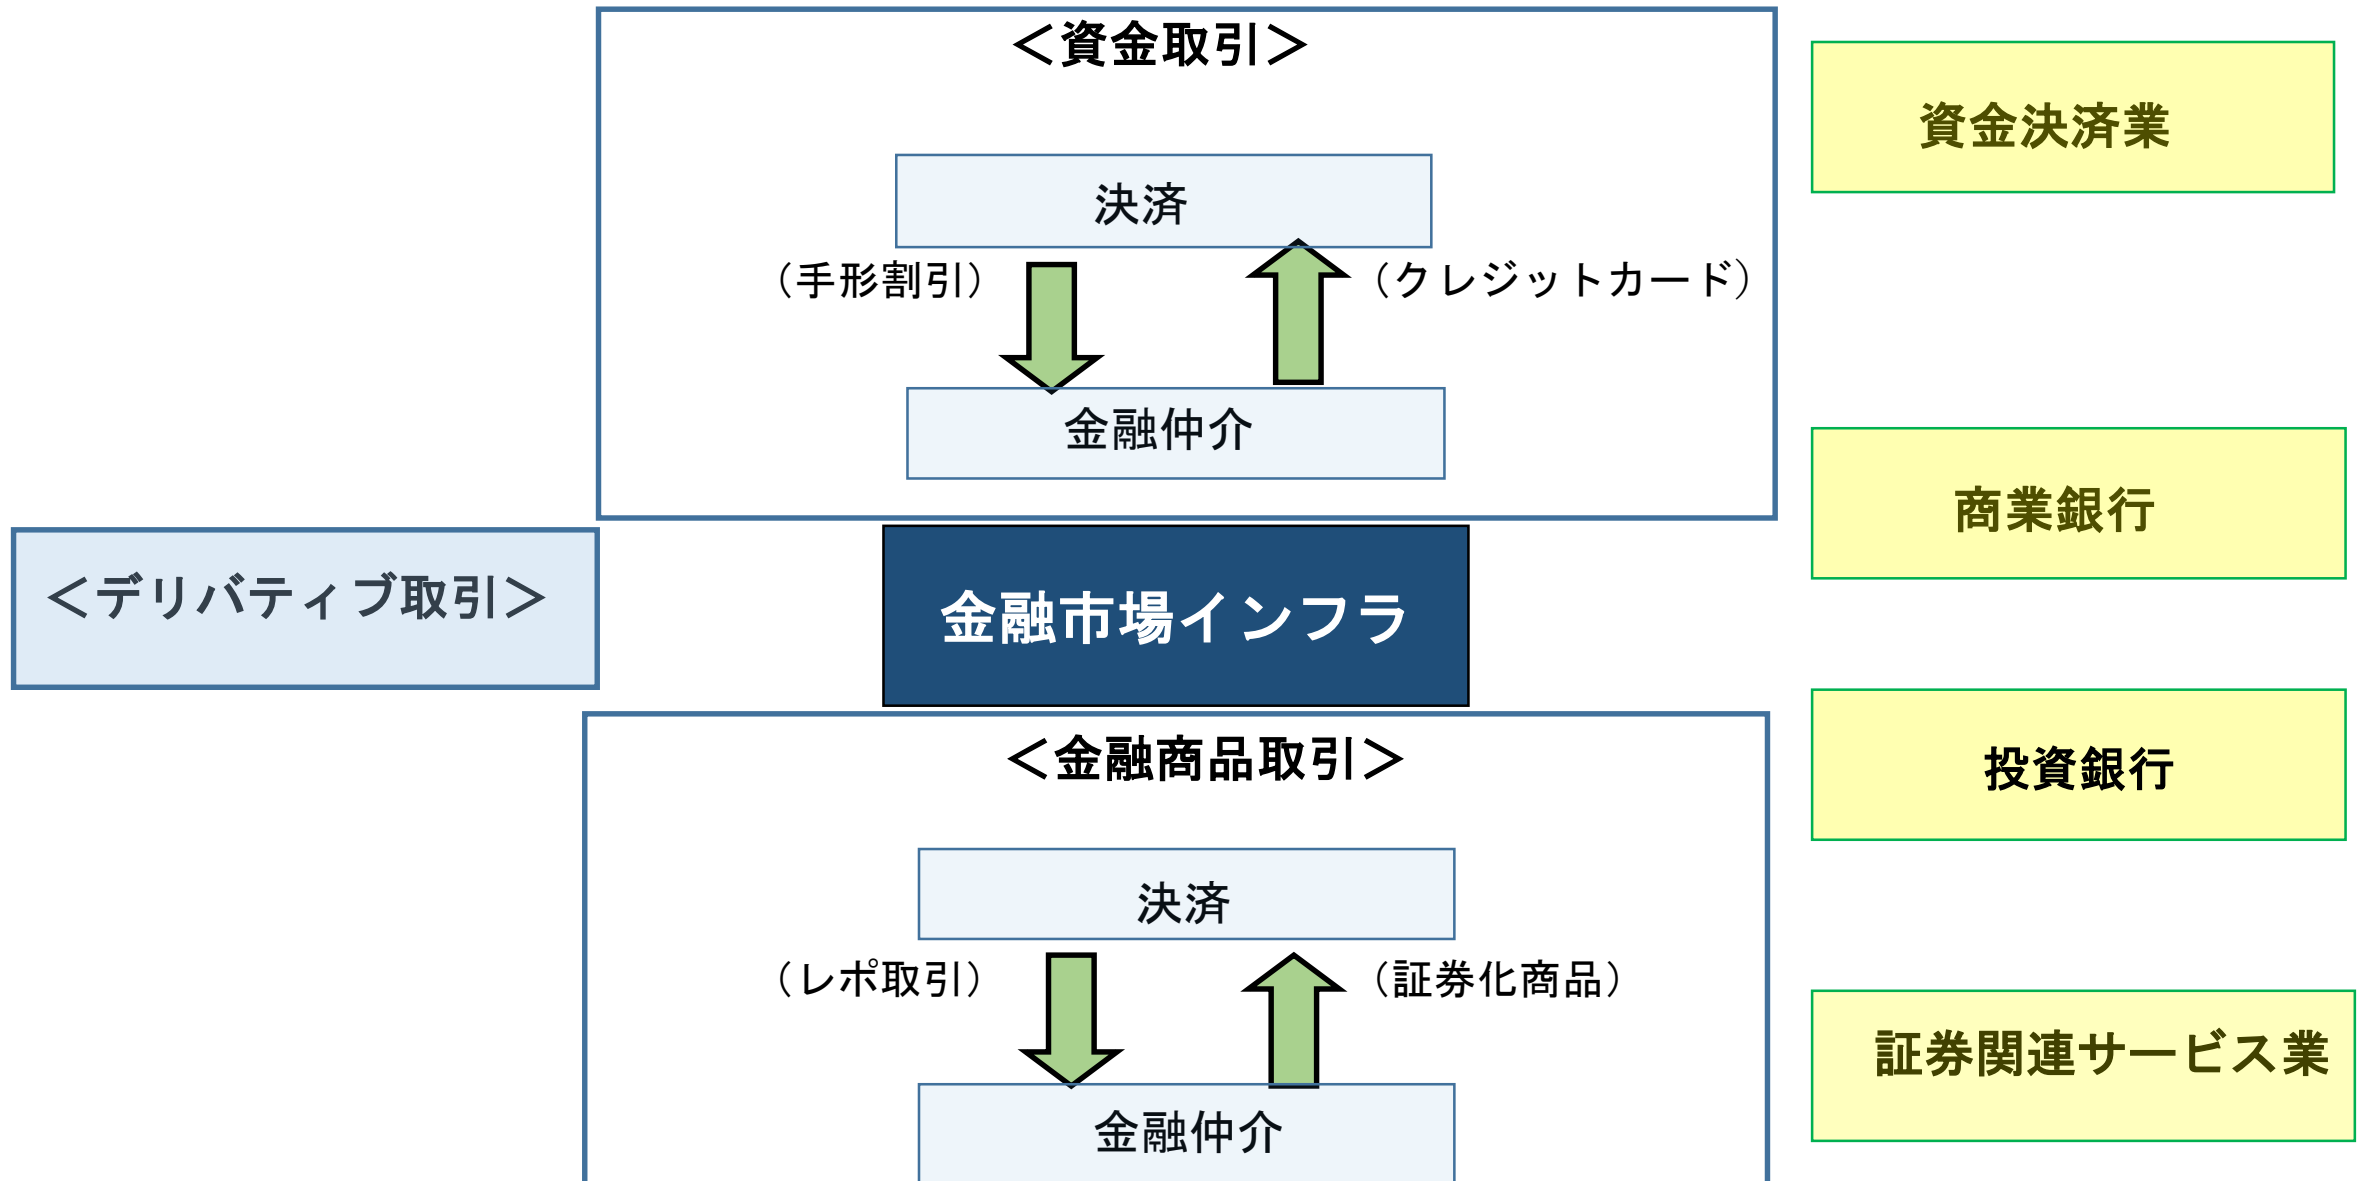 ＜資金取引＞
資金決済業
決済
（手形割引）
（クレジットカード）
金融仲介
商業銀行
＜デリバティブ取引＞
金融市場インフラ
投資銀行
＜金融商品取引＞
決済
（レポ取引）
（証券化商品）
証券関連サービス業
金融仲介